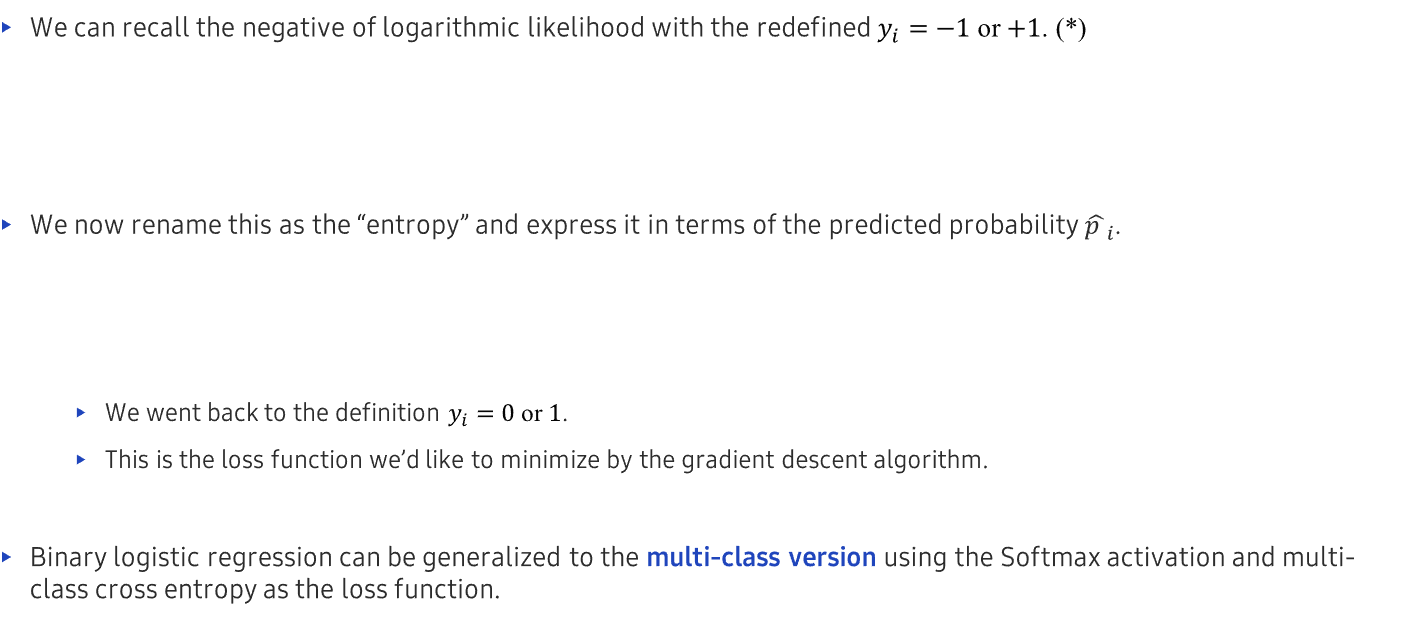 ▸ We can recall the negative of logarithmic likelihood with the redefined yᵢ = −1 or +1. (*)
▸ We now rename this as the “entropy” and express it in terms of the predicted probability p̂ ᵢ.
▸ We went back to the definition yᵢ = 0 or 1.
▸ This is the loss function we’d like to minimize by the gradient descent algorithm.
▸ Binary logistic regression can be generalized to the multi-class version using the Softmax activation and multi-
class cross entropy as the loss function.